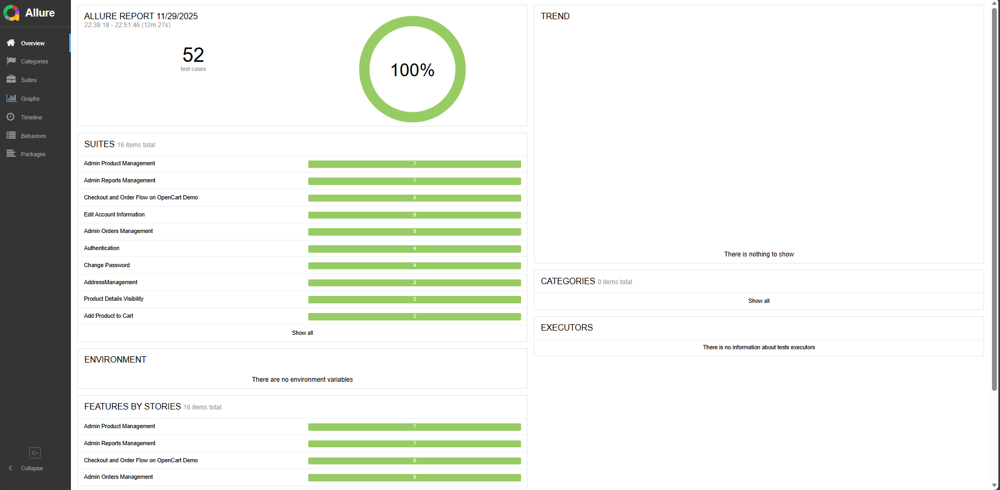 Allure
Overview
Categories
Suites
Graphs
Timeline
Behaviors
Packages
En
Collapse
ALLURE REPORT 11/29/2025
22:39:18 - 22:51:46 (12m 27s)
52
test cases
100%
SUITES 16 items total
Admin Product Management 7
Admin Reports Management 7
Checkout and Order Flow on OpenCart Demo 5
Edit Account Information 5
Admin Orders Management 5
Authentication 4
Change Password 4
AddressManagement 3
Product Details Visibility 2
Add Product to Cart 2
Show all
ENVIRONMENT
There are no environment variables
FEATURES BY STORIES 16 items total
Admin Product Management 7
Admin Reports Management 7
Checkout and Order Flow on OpenCart Demo 5
Admin Orders Management 5
TREND
There is nothing to show
CATEGORIES 0 items total
Show all
EXECUTORS
There is no information about tests executors